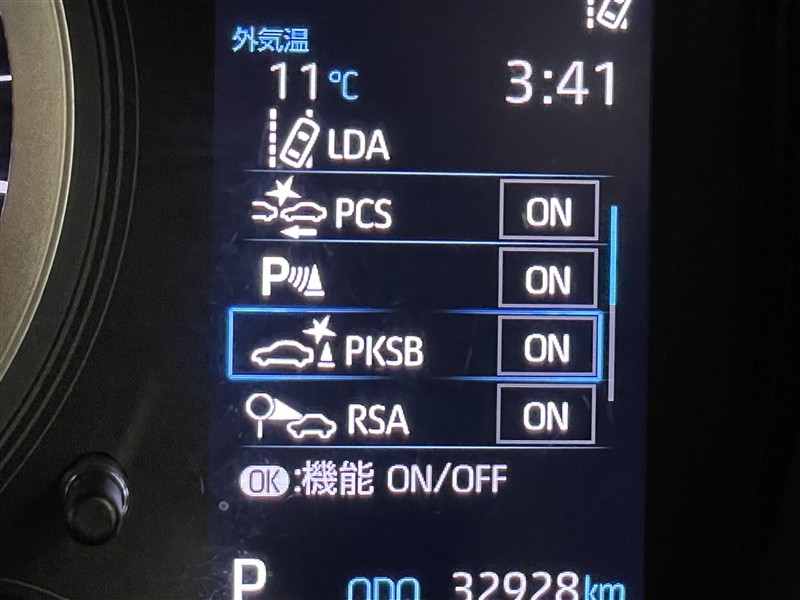 外気温
11℃ 3:41
LDA
PCS ON
P ON
PKSB ON
RSA ON
OK:機能 ON/OFF
P ODO 32928km